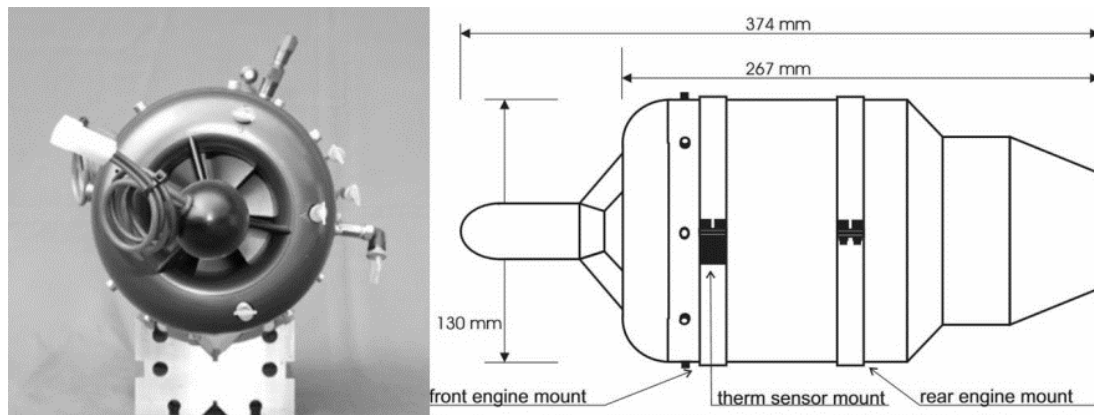 374 mm
267 mm
130 mm
front engine mount
therm sensor mount
rear engine mount